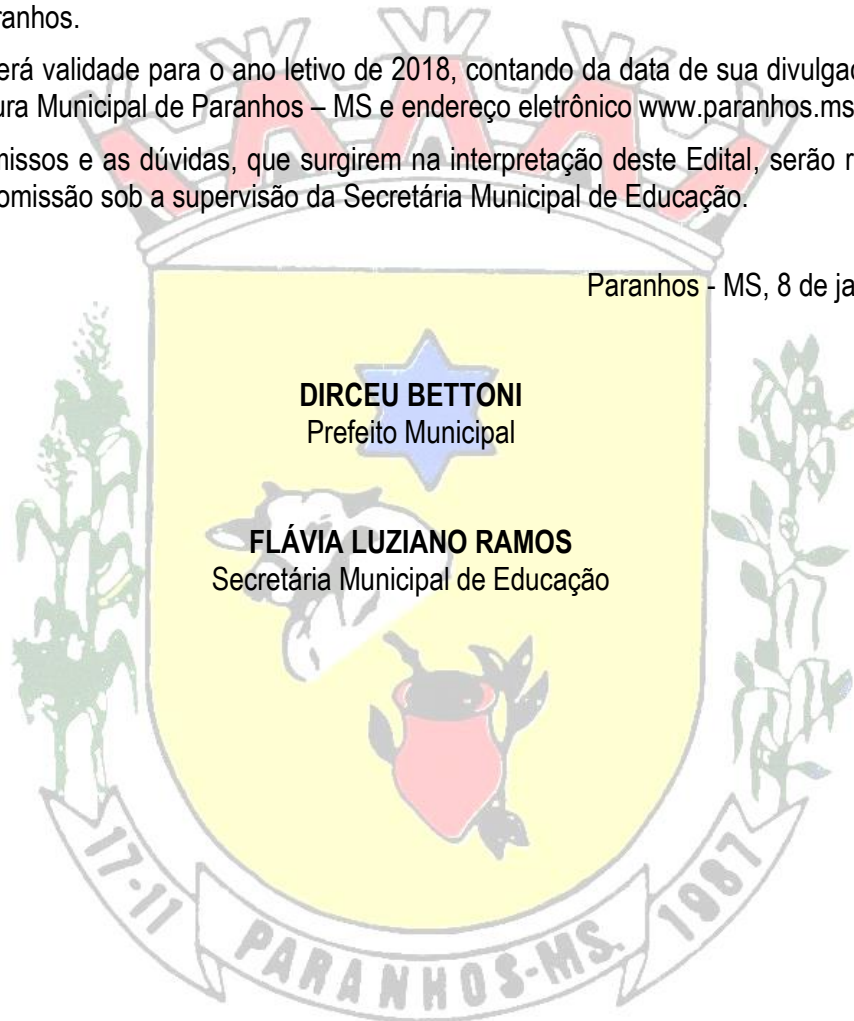 ranhos.
erá validade para o ano letivo de 2018, contando da data de sua divulgaç
ura Municipal de Paranhos – MS e endereço eletrônico www.paranhos.ms
nissos e as dúvidas, que surgirem na interpretação deste Edital, serão r
omissão sob a supervisão da Secretária Municipal de Educação.
Paranhos - MS, 8 de ja
DIRCEU BETTONI
Prefeito Municipal
FLÁVIA LUZIANO RAMOS
Secretária Municipal de Educação
17-11
PARANHOS-MS.
1987